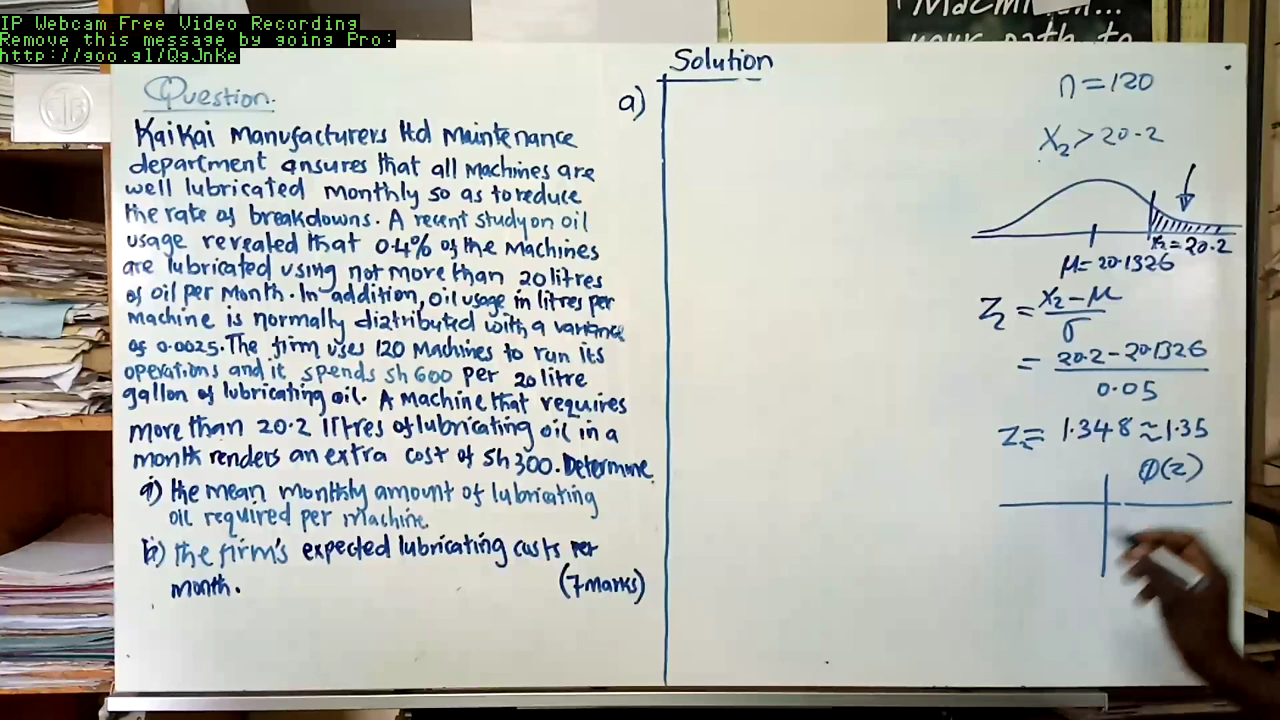 IP Webcam Free Video Recording
Remove this message by going Pro:
http://goo.gl/Q9JnKe
Macmillan...
your path to
Question.
KaiKai Manufacturers Ltd Maintenance
department ensures that all Machines are
well lubricated monthly so as to reduce
the rate of breakdowns. A recent study on oil
usage revealed that 0.4% of the Machines
are lubricated using not more than 20 litres
of oil per Month. In addition, oil usage in litres per
machine is normally distributed with a variance
of 0.0025. The firm uses 120 Machines to run its
operations and it spends sh 600 per 20 litre
gallon of lubricating oil. A Machine that requires
more than 20.2 litres of lubricating oil in a
month renders an extra cost of Sh 300. Determine
a) the mean monthly amount of lubricating
oil required per machine.
b) the firm's expected lubricating costs per
month. (7 marks)
Solution
a)
n = 120
X₂ > 20.2
x₂ = 20.2
μ = 20.1326
Z₂ = X₂ - μ / σ
= 20.2 - 20.1326 / 0.05
Z₂ = 1.348 ≈ 1.35
Φ(z)